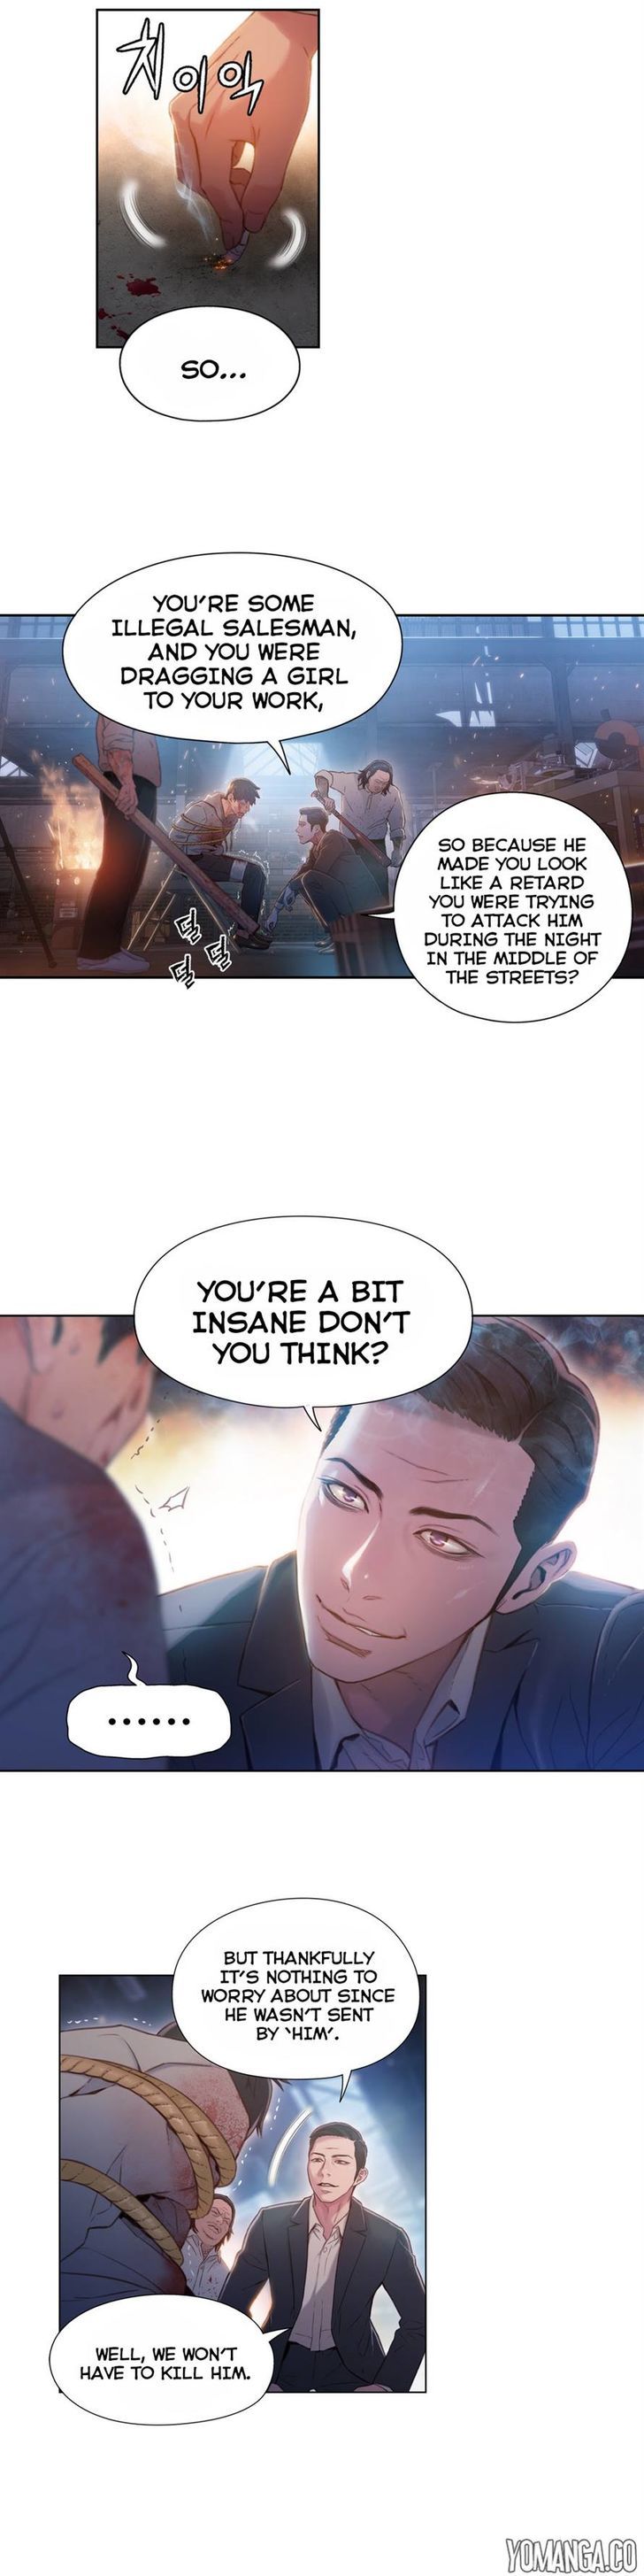 치이익
SO...
YOU'RE SOME
ILLEGAL SALESMAN,
AND YOU WERE
DRAGGING A GIRL
TO YOUR WORK,
SO BECAUSE HE
MADE YOU LOOK
LIKE A RETARD
YOU WERE TRYING
TO ATTACK HIM
DURING THE NIGHT
IN THE MIDDLE OF
THE STREETS?
덜
덜 덜
YOU'RE A BIT
INSANE DON'T
YOU THINK?
......
BUT THANKFULLY
IT'S NOTHING TO
WORRY ABOUT SINCE
HE WASN'T SENT
BY 'HIM'.
WELL, WE WON'T
HAVE TO KILL HIM.
YOMANGA.CO